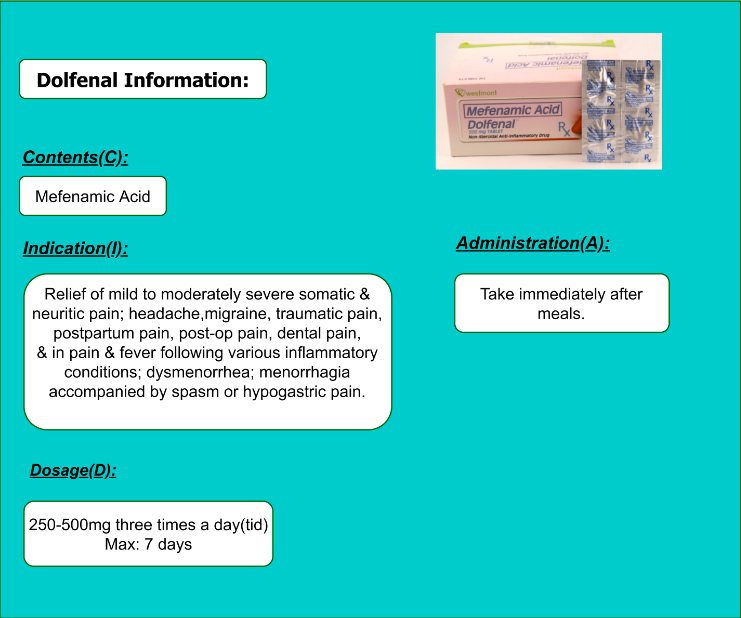 Dolfenal Information:
westmont
Mefenamic Acid
Dolfenal
500 mg TABLET
Non Steroidal Anti-inflammatory Drug
Rx
Contents(C):
Mefenamic Acid
Indication(I):
Relief of mild to moderately severe somatic &
neuritic pain; headache,migraine, traumatic pain,
postpartum pain, post-op pain, dental pain,
& in pain & fever following various inflammatory
conditions; dysmenorrhea; menorrhagia
accompanied by spasm or hypogastric pain.
Administration(A):
Take immediately after
meals.
Dosage(D):
250-500mg three times a day(tid)
Max: 7 days